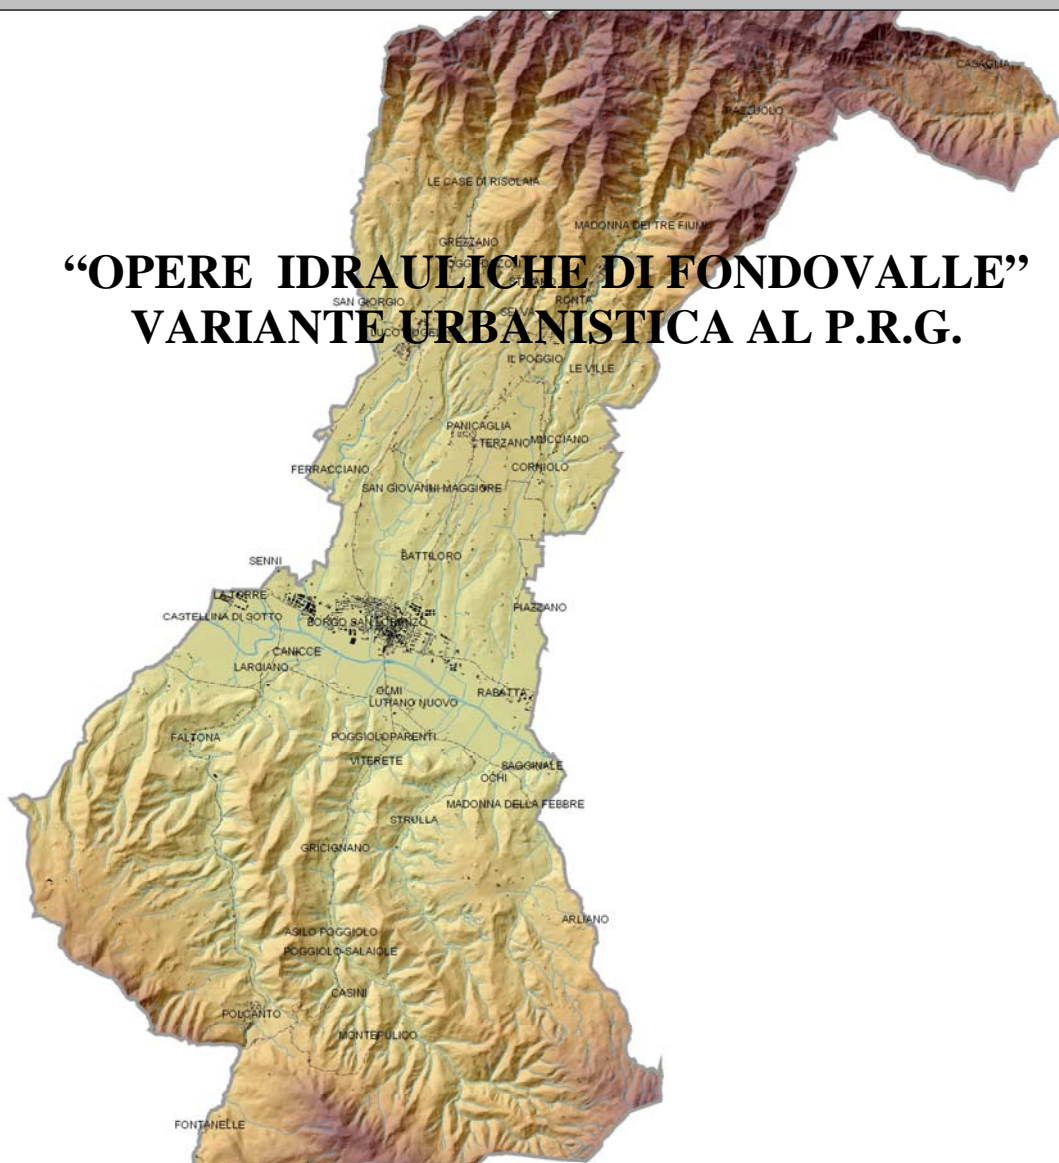 CASAGLIA
RAZZUOLO
LE CASE DI RISOLAIA
MADONNA DEI TRE FIUMI
GREZZANO
“OPERE IDRAULICHE DI FONDOVALLE”
SAN GIORGIO
RONTA
VARIANTE URBANISTICA AL P.R.G.
IL POGGIO
LE VILLE
PANICAGLIA
TERZANO
MUCCIANO
FERRACCIANO
CORNIOLO
SAN GIOVANNI MAGGIORE
BATTILORO
SENNI
LA TORRE
PIAZZANO
CASTELLINA DI SOTTO
BORGO SAN LORENZO
CANICCE
LARCIANO
OLMI
RABATTA
LUTIANO NUOVO
FALTONA
POGGIOLOPARENTI
VITERETE
SAGGINALE
OCHI
MADONNA DELLA FEBBRE
STRULLA
GRICIGNANO
ARLIANO
ASILO POGGIOLO
POGGIOLO-SALAIOLE
CASINI
POLCANTO
MONTEPULICO
FONTANELLE